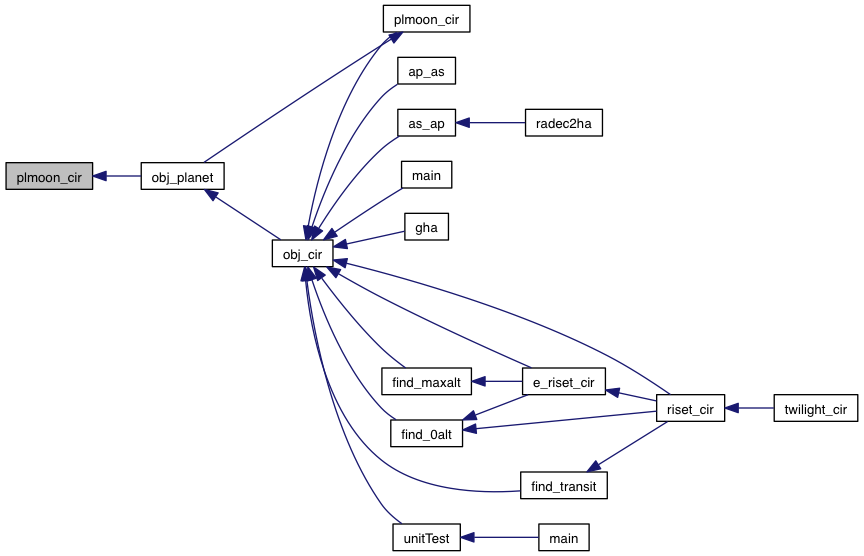 plmoon_cir
ap_as
as_ap
radec2ha
main
plmoon_cir
obj_planet
gha
obj_cir
find_maxalt
e_riset_cir
riset_cir
twilight_cir
find_0alt
find_transit
unitTest
main